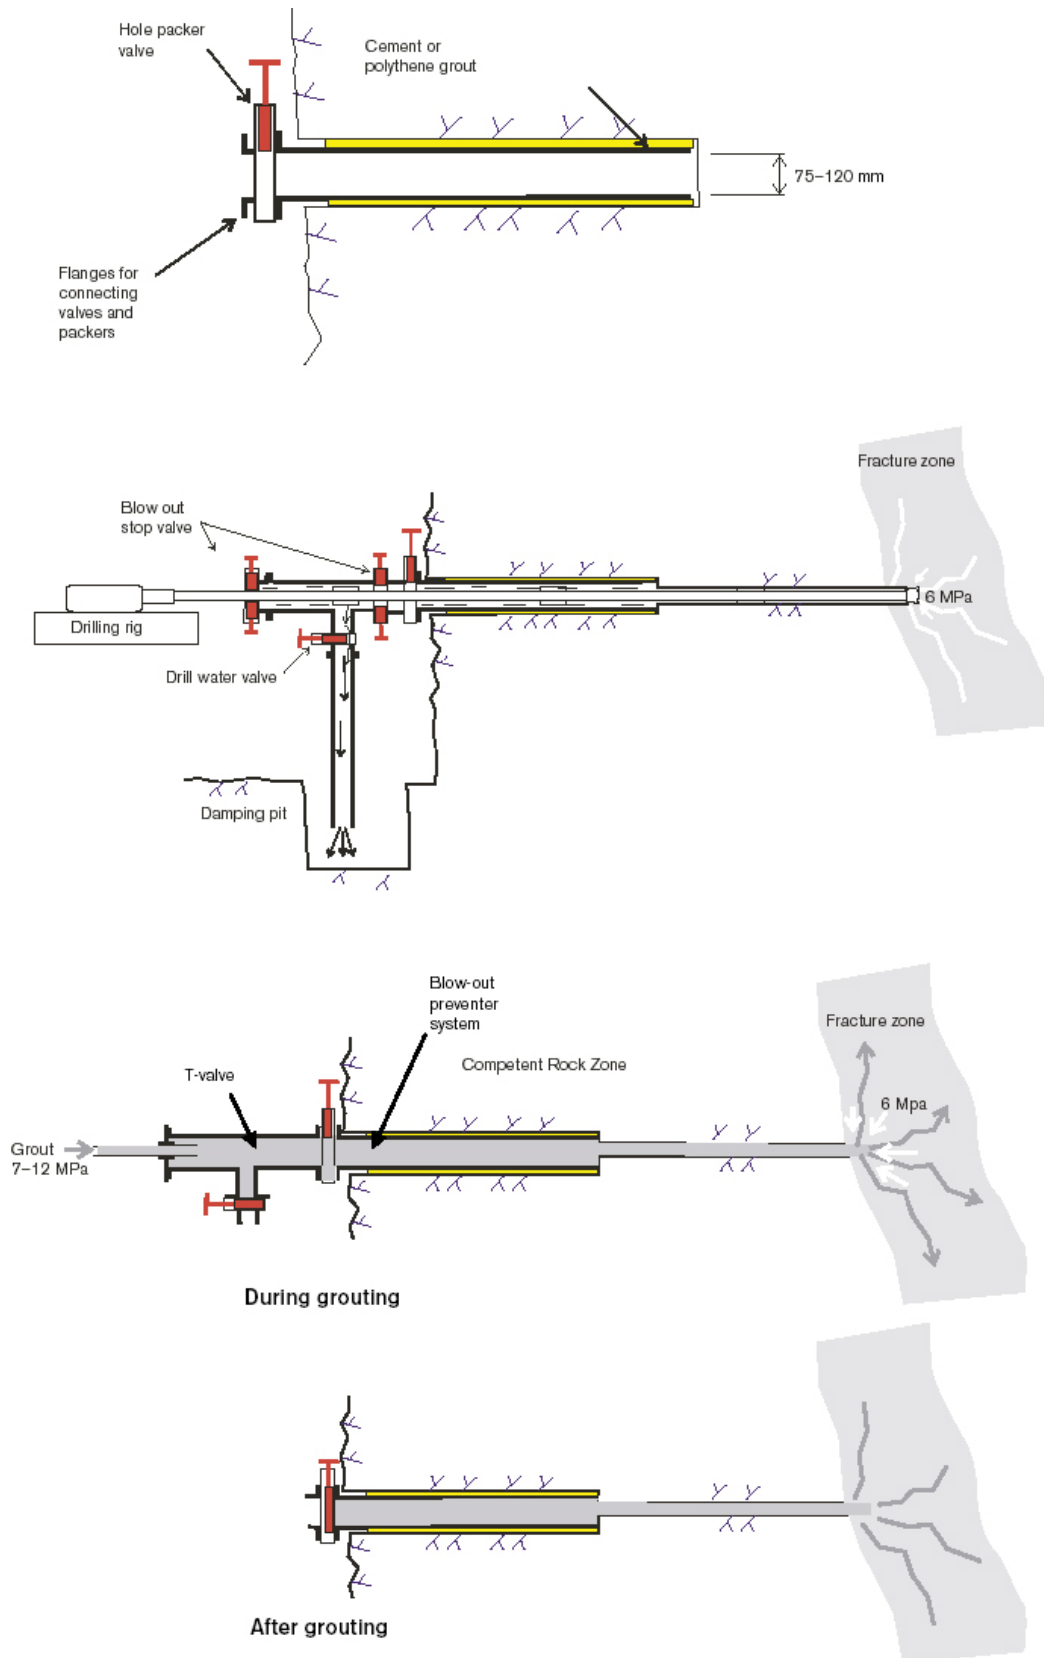 Hole packer
valve
Cement or
polythene grout
75–120 mm
Flanges for
connecting
valves and
packers
Fracture zone
Blow out
stop valve
6 MPa
Drilling rig
Drill water valve
Damping pit
Blow-out
preventer
system
Fracture zone
Competent Rock Zone
T-valve
6 Mpa
Grout
7–12 MPa
During grouting
After grouting